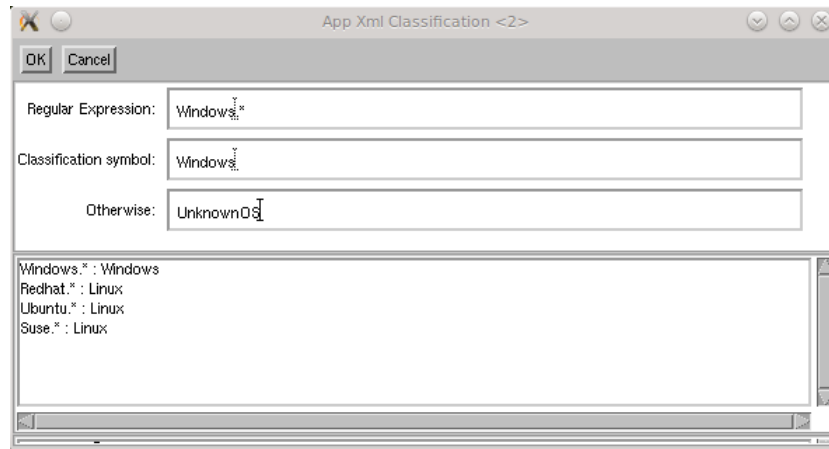 App Xml Classification <2>
OK Cancel
Regular Expression: Windows.*
Classification symbol: Windows
Otherwise: UnknownOS
Windows.* : Windows
Redhat.* : Linux
Ubuntu.* : Linux
Suse.* : Linux